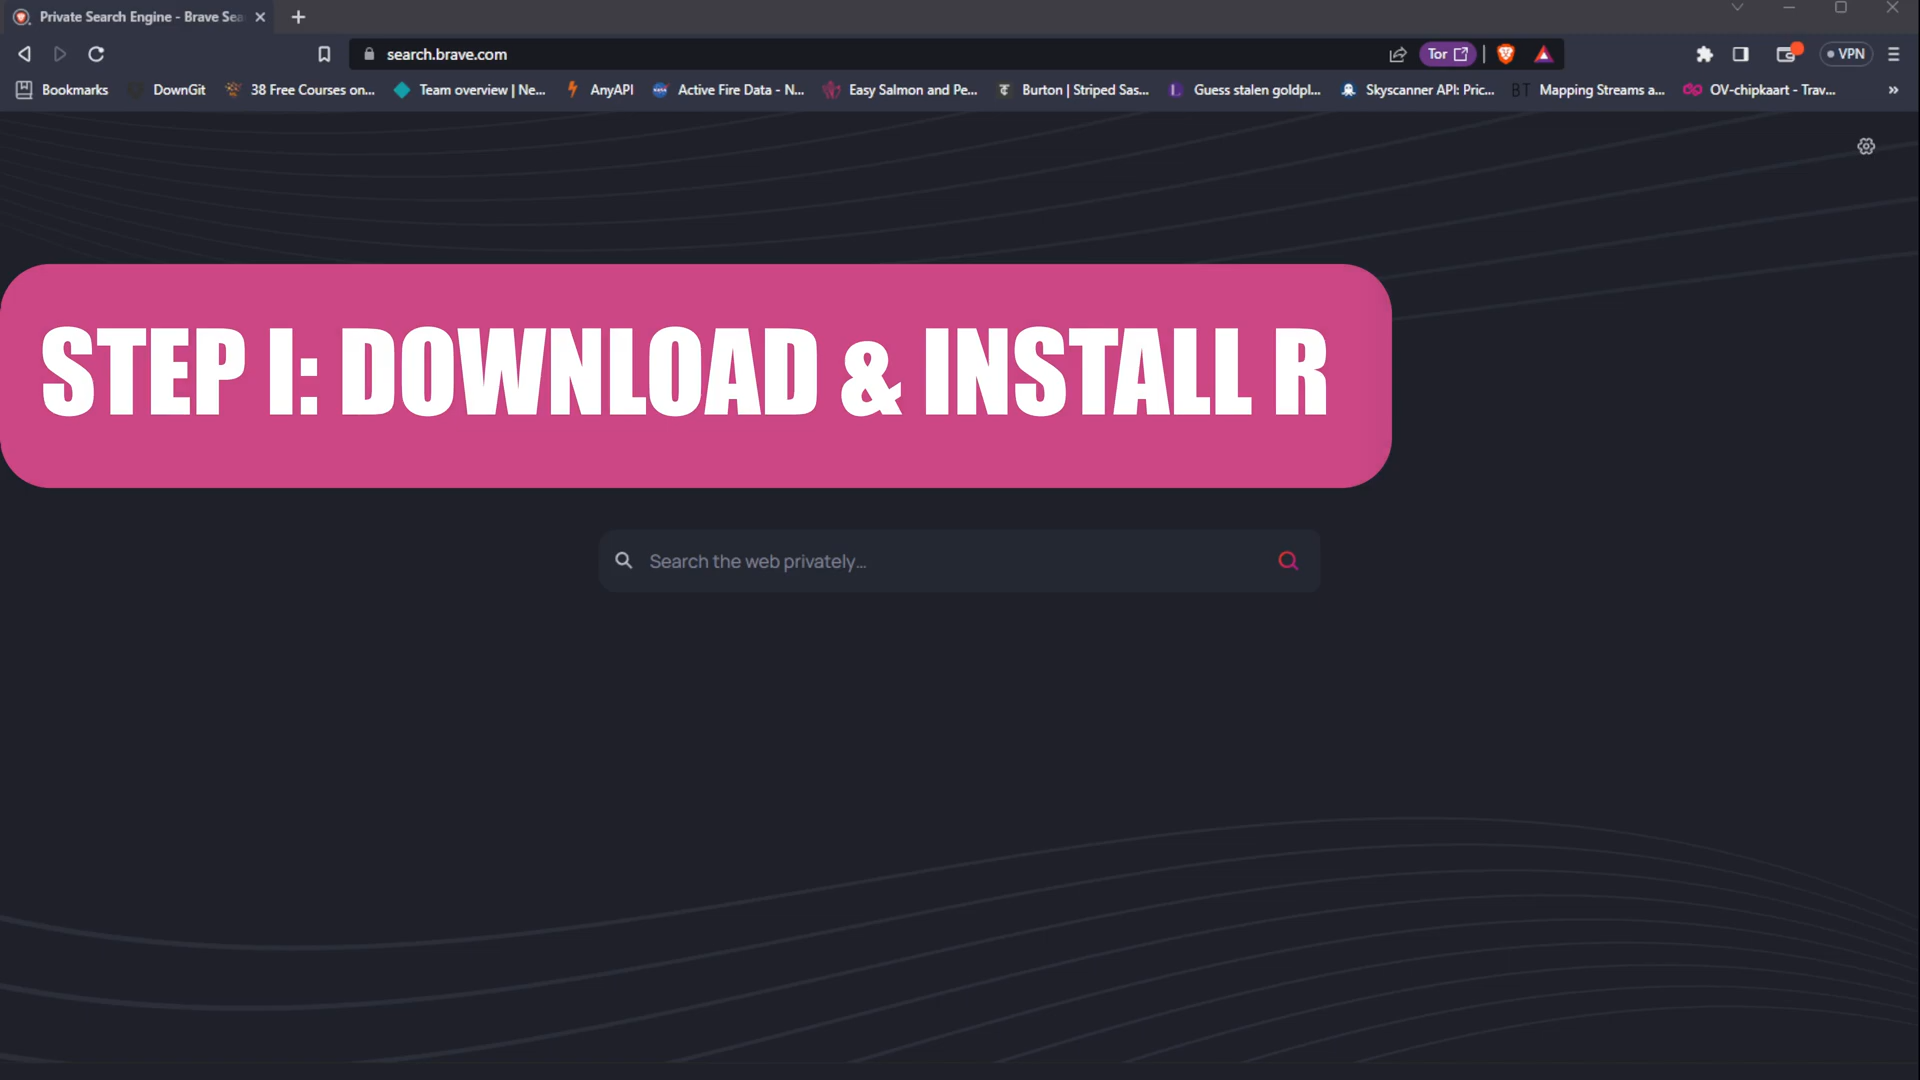 Private Search Engine - Brave Sea
search.brave.com
Tor
VPN
Bookmarks
DownGit
38 Free Courses on...
Team overview | Ne...
AnyAPI
Active Fire Data - N...
Easy Salmon and Pe...
Burton | Striped Sas...
Guess stalen goldpl...
Skyscanner API: Pric...
BT
Mapping Streams a...
OV-chipkaart - Trav...
»
STEP I: DOWNLOAD & INSTALL R
Search the web privately...